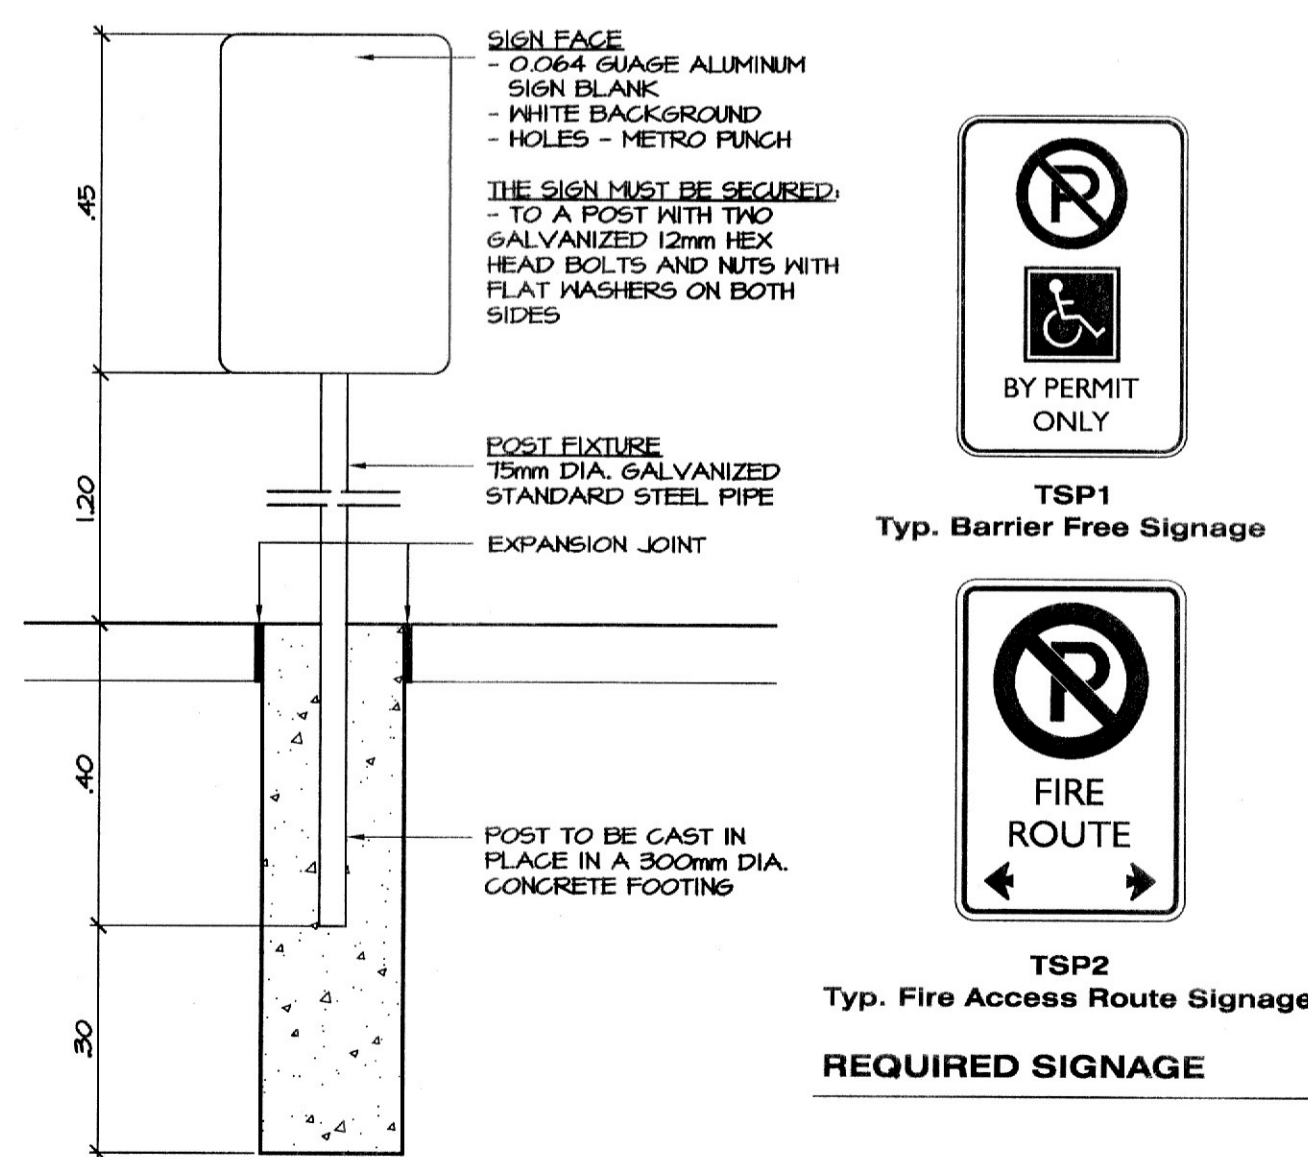 SIGN FACE
- 0.064 GUAGE ALUMINUM
SIGN BLANK
- WHITE BACKGROUND
- HOLES - METRO PUNCH
THE SIGN MUST BE SECURED:
- TO A POST WITH TWO
GALVANIZED 12mm HEX
HEAD BOLTS AND NUTS WITH
FLAT WASHERS ON BOTH
SIDES
POST FIXTURE
75mm DIA. GALVANIZED
STANDARD STEEL PIPE
EXPANSION JOINT
POST TO BE CAST IN
PLACE IN A 300mm DIA.
CONCRETE FOOTING
.45
1.20
.40
.30
P
BY PERMIT
ONLY
TSP1
Typ. Barrier Free Signage
P
FIRE
ROUTE
TSP2
Typ. Fire Access Route Signage
REQUIRED SIGNAGE